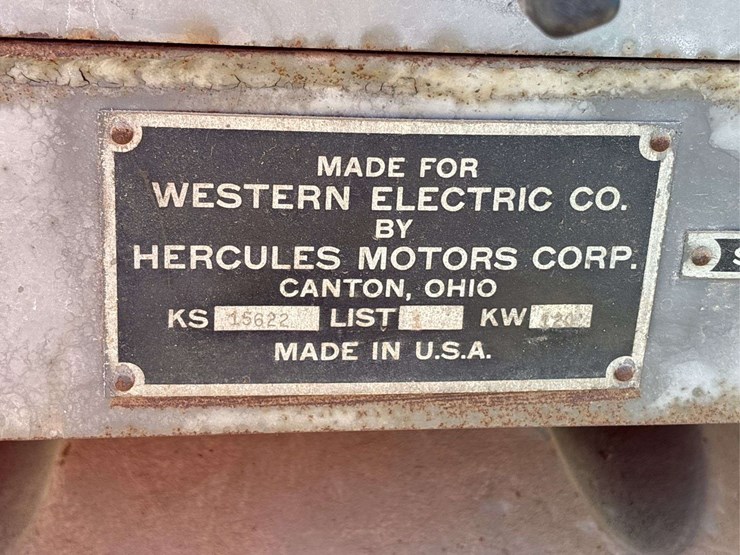 MADE FOR
WESTERN ELECTRIC CO.
BY
HERCULES MOTORS CORP.
CANTON, OHIO
KS 15622 LIST KW
MADE IN U.S.A.
S